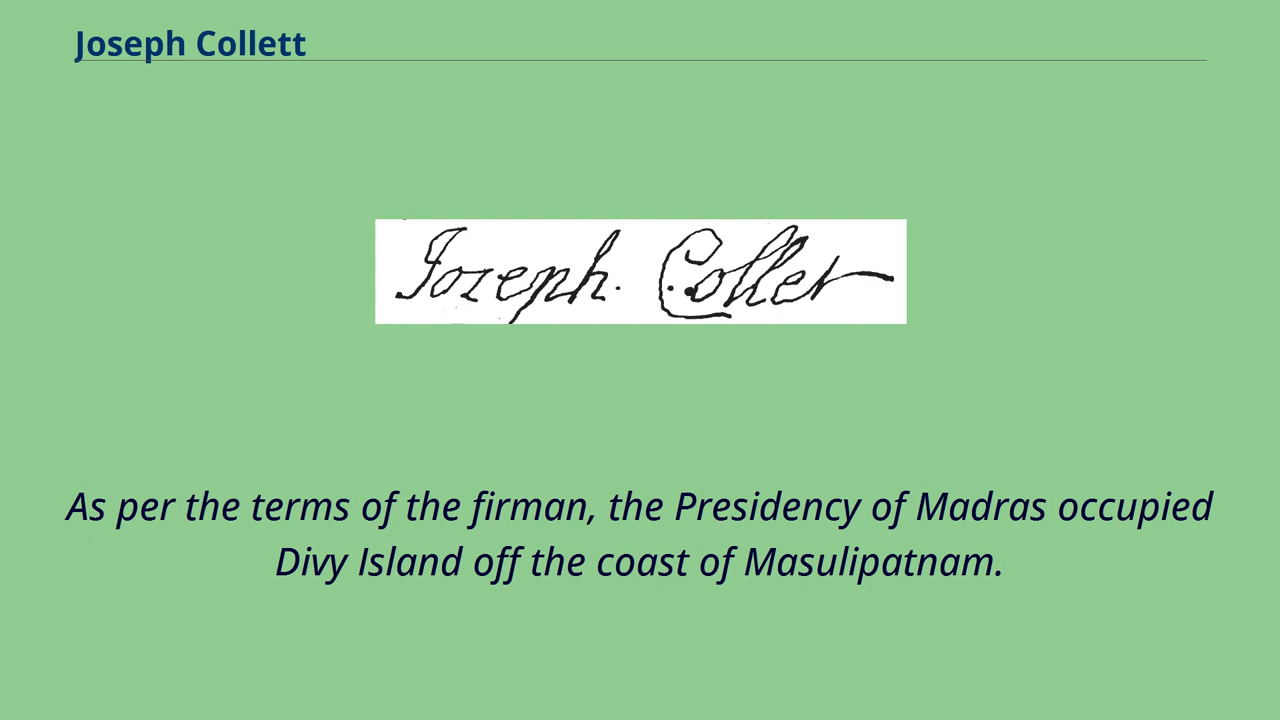 Joseph Collett
Joseph. Collet
As per the terms of the firman, the Presidency of Madras occupied
Divy Island off the coast of Masulipatnam.